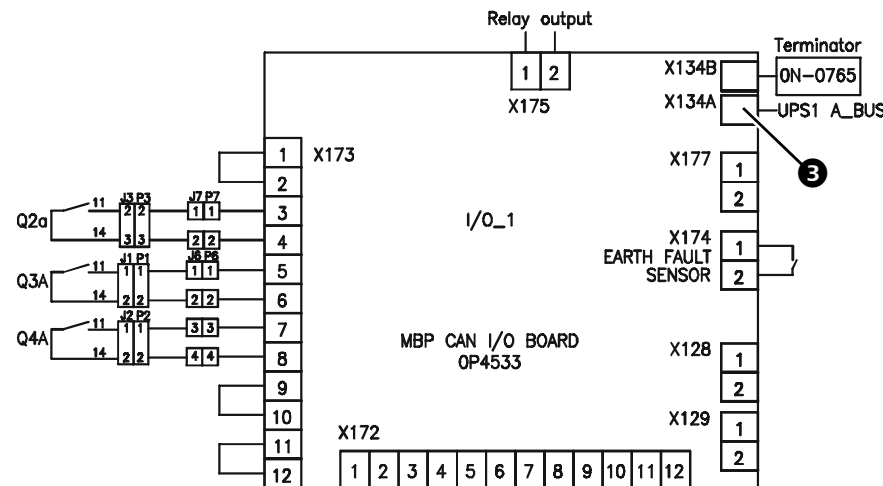 Relay output
1 2
X175
Terminator
X134B
0N-0765
X134A
UPS1 A_BUS
3
X173
1
2
3
4
5
6
7
8
9
10
11
12
X177
1
2
I/O_1
X174
EARTH FAULT
SENSOR
1
2
Q2a
11
14
J3 P3
2 2
3 3
J7 P7
1 1
2 2
Q3A
11
14
J1 P1
1 1
2 2
J6 P6
1 1
2 2
Q4A
11
14
J2 P2
1 1
2 2
3 3
4 4
MBP CAN I/O BOARD
0P4533
X128
1
2
X129
1
2
X172
1 2 3 4 5 6 7 8 9 10 11 12